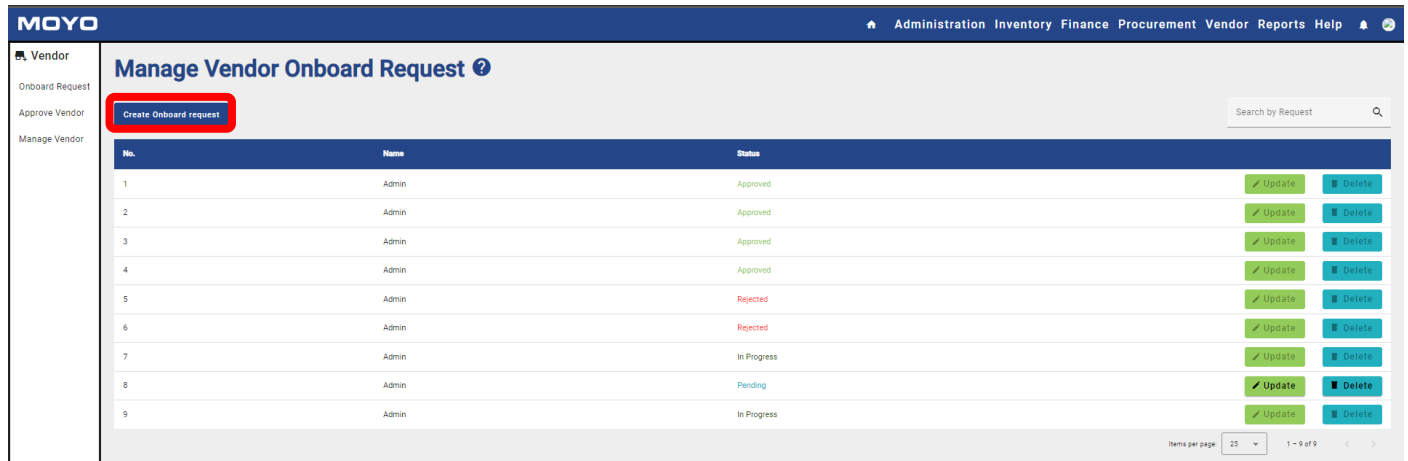 MOYO
Administration Inventory Finance Procurement Vendor Reports Help
Vendor
Onboard Request
Approve Vendor
Manage Vendor
Manage Vendor Onboard Request ?
Create Onboard request
Search by Request
No. Name Status
1 Admin Approved Update Delete
2 Admin Approved Update Delete
3 Admin Approved Update Delete
4 Admin Approved Update Delete
5 Admin Rejected Update Delete
6 Admin Rejected Update Delete
7 Admin In Progress Update Delete
8 Admin Pending Update Delete
9 Admin In Progress Update Delete
Items per page: 25 1 – 9 of 9